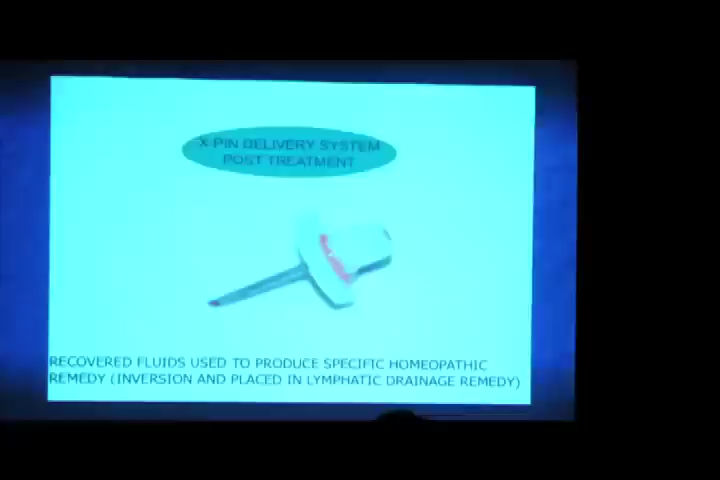 X-PIN DELIVERY SYSTEM
POST TREATMENT
RECOVERED FLUIDS USED TO PRODUCE SPECIFIC HOMEOPATHIC
REMEDY (INVERSION AND PLACED IN LYMPHATIC DRAINAGE REMEDY)